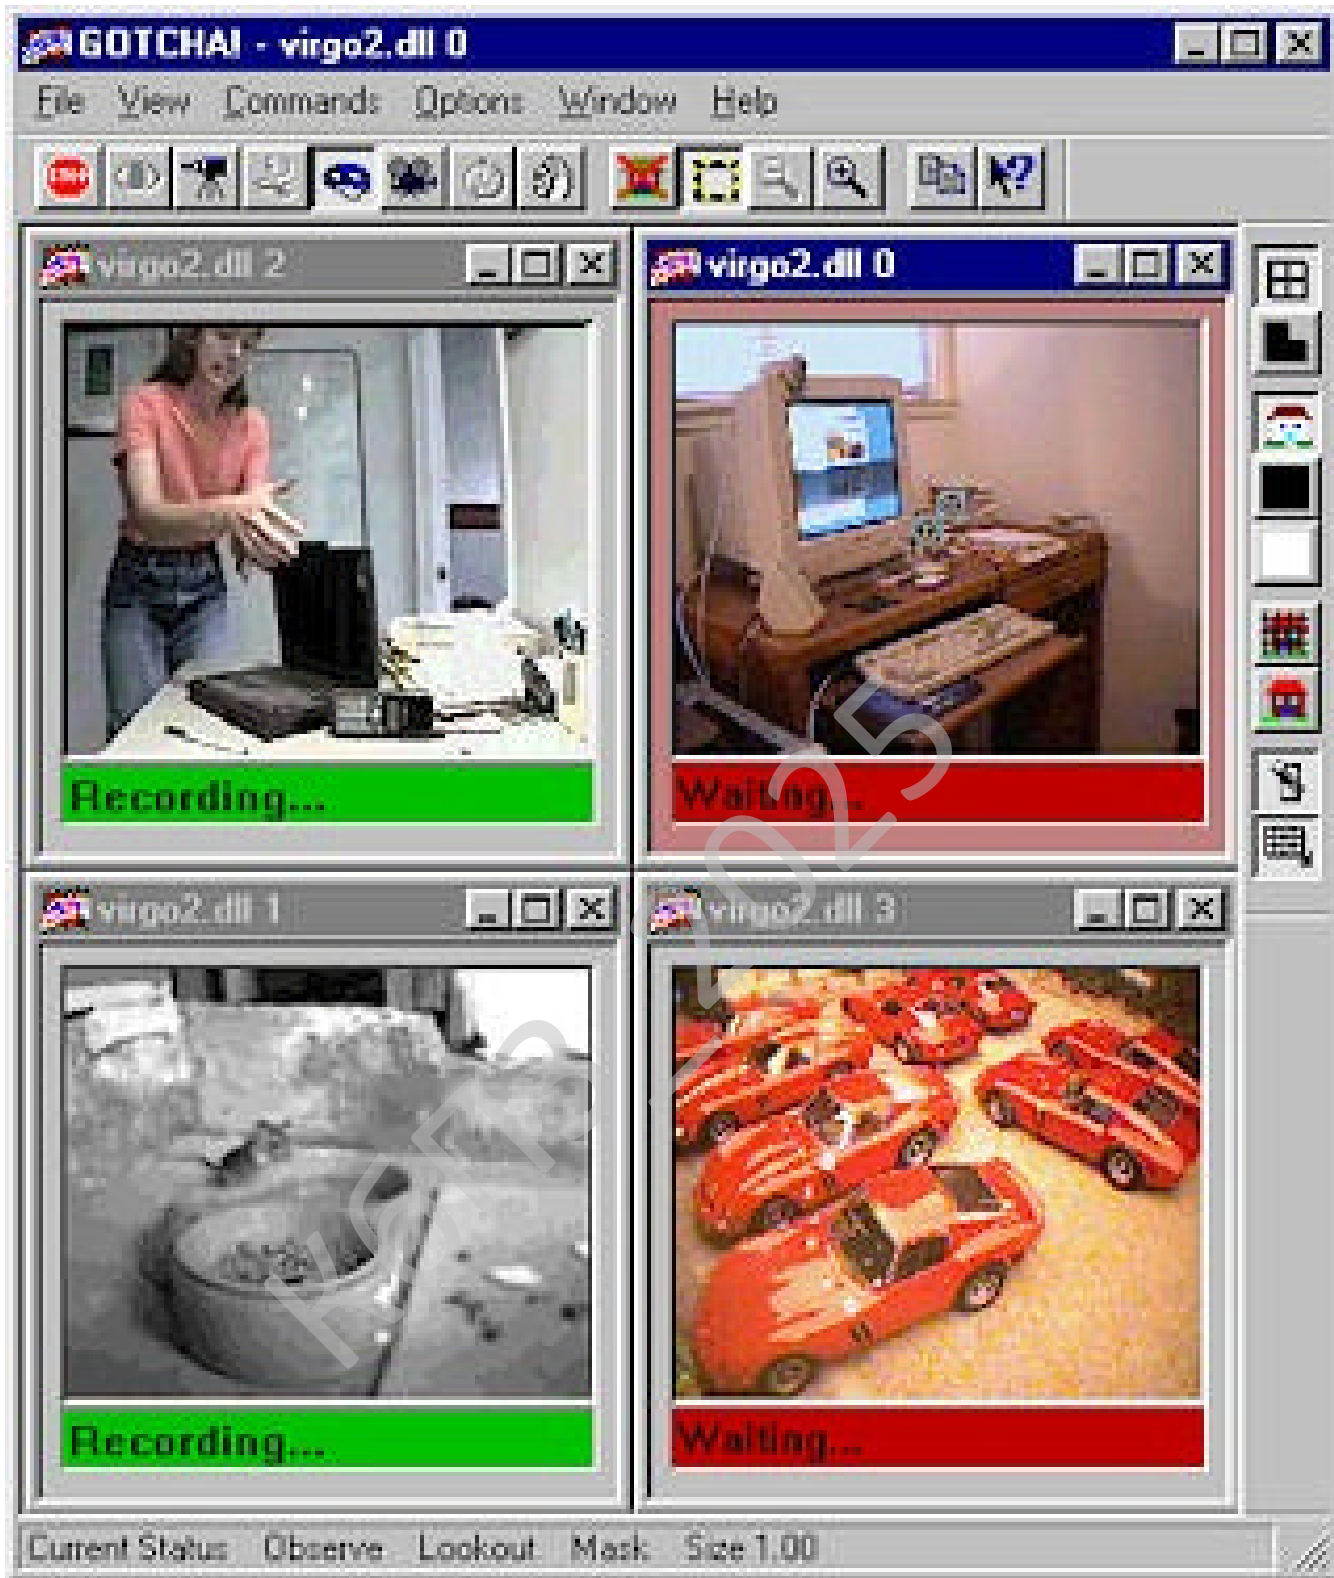 GOTCHA! - virgo2.dll 0
File View Commands Options Window Help
STOP
virgo2.dll 2
virgo2.dll 0
Recording...
Waiting...
virgo2.dll 1
virgo2.dll 3
Recording...
Waiting...
Current Status Observe Lookout Mask Size 1.00